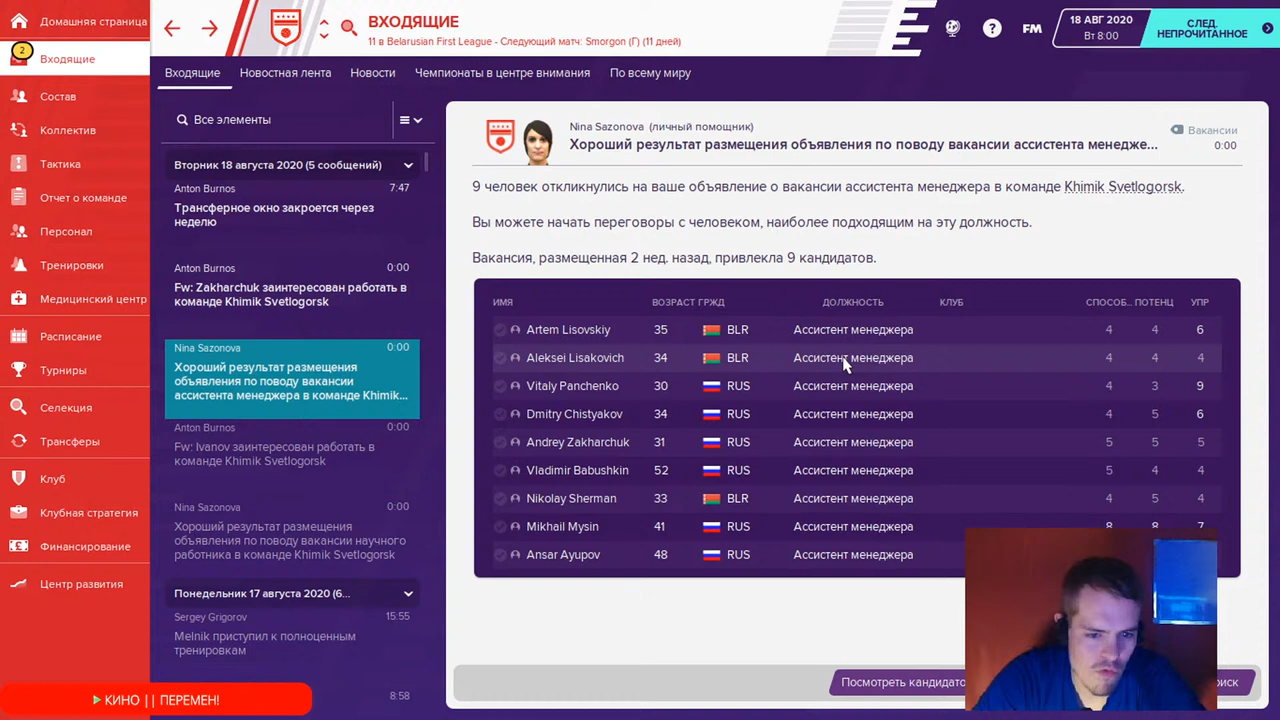 Домашняя страница
2
Входящие
Состав
Коллектив
Тактика
Отчет о команде
Персонал
Тренировки
Медицинский центр
Расписание
Турниры
Селекция
Трансферы
Клуб
Клубная стратегия
Финансирование
Центр развития
КИНО || ПЕРЕМЕН!
ВХОДЯЩИЕ
11 в Belarusian First League - Следующий матч: Smorgon (Г) (11 дней)
?
FM
18 АВГ 2020
Вт 8:00
СЛЕД.
НЕПРОЧИТАННОЕ
Входящие Новостная лента Новости Чемпионаты в центре внимания По всему миру
Все элементы
Вторник 18 августа 2020 (5 сообщений)
Anton Burnos 7:47
Трансферное окно закроется через
неделю
Anton Burnos 0:00
Fw: Zakharchuk заинтересован работать в
команде Khimik Svetlogorsk
Nina Sazonova 0:00
Хороший результат размещения
объявления по поводу вакансии
ассистента менеджера в команде Khimik...
Anton Burnos 0:00
Fw: Ivanov заинтересован работать в
команде Khimik Svetlogorsk
Nina Sazonova 0:00
Хороший результат размещения
объявления по поводу вакансии научного
работника в команде Khimik Svetlogorsk
Понедельник 17 августа 2020 (6...
Sergey Grigorov 15:55
Melnik приступил к полноценным
тренировкам
8:58
Nina Sazonova (личный помощник)
Вакансии
Хороший результат размещения объявления по поводу вакансии ассистента менедже...
0:00
9 человек откликнулись на ваше объявление о вакансии ассистента менеджера в команде Khimik Svetlogorsk.
Вы можете начать переговоры с человеком, наиболее подходящим на эту должность.
Вакансия, размещенная 2 нед. назад, привлекла 9 кандидатов.
ИМЯ ВОЗРАСТ ГРЖД ДОЛЖНОСТЬ КЛУБ СПОСОБ... ПОТЕНЦ УПР
Artem Lisovskiy 35 BLR Ассистент менеджера 4 4 6
Aleksei Lisakovich 34 BLR Ассистент менеджера 4 4 4
Vitaly Panchenko 30 RUS Ассистент менеджера 4 3 9
Dmitry Chistyakov 34 RUS Ассистент менеджера 4 5 6
Andrey Zakharchuk 31 RUS Ассистент менеджера 5 5 5
Vladimir Babushkin 52 RUS Ассистент менеджера 5 4 4
Nikolay Sherman 33 BLR Ассистент менеджера 4 5 4
Mikhail Mysin 41 RUS Ассистент менеджера 8 8 7
Ansar Ayupov 48 RUS Ассистент менеджера
Посмотреть кандидато